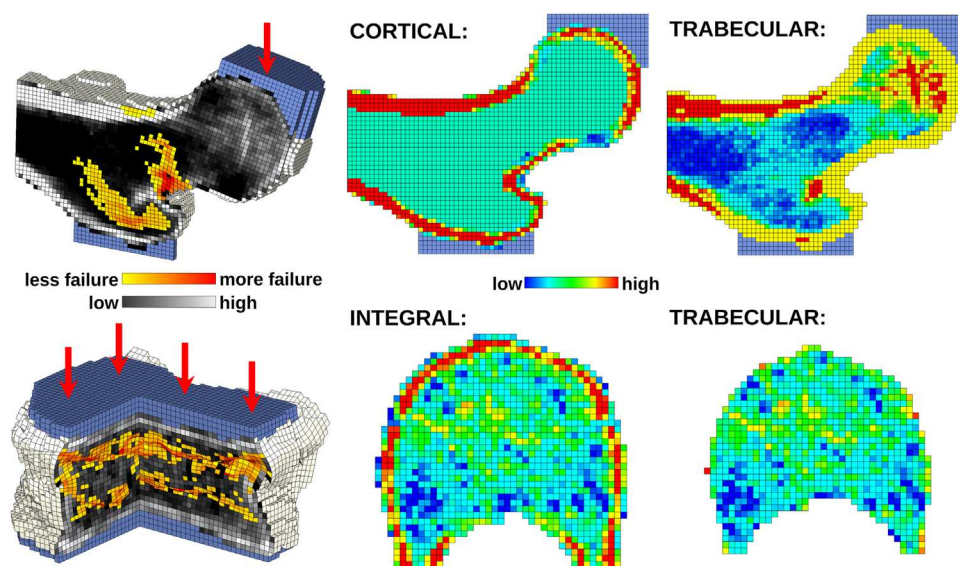 CORTICAL:
TRABECULAR:
less failure more failure
low high
low high
INTEGRAL:
TRABECULAR: